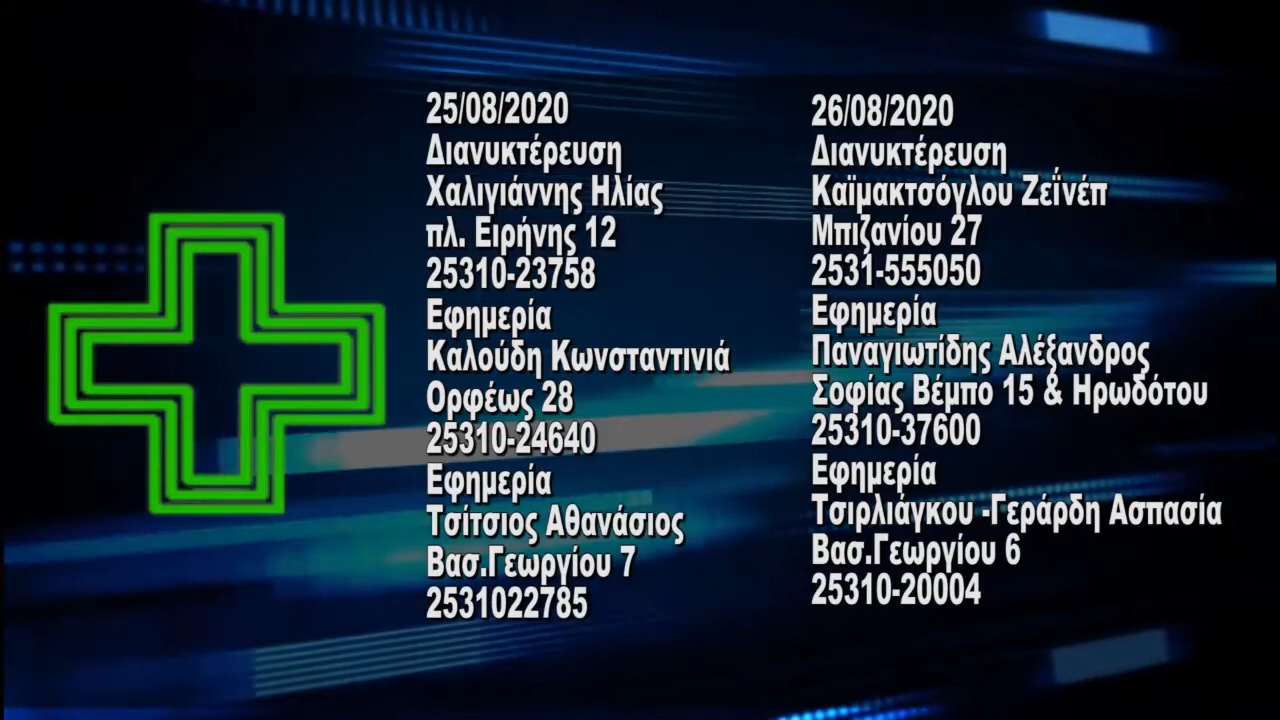 25/08/2020
Διανυκτέρευση
Χαλιγιάννης Ηλίας
πλ. Ειρήνης 12
25310-23758
Εφημερία
Καλούδη Κωνσταντινιά
Ορφέως 28
25310-24640
Εφημερία
Τσίτσιος Αθανάσιος
Βασ.Γεωργίου 7
2531022785
26/08/2020
Διανυκτέρευση
Καϊμακτσόγλου Ζεΐνέπ
Μπιζανίου 27
2531-555050
Εφημερία
Παναγιωτίδης Αλέξανδρος
Σοφίας Βέμπο 15 & Ηρωδότου
25310-37600
Εφημερία
Τσιρλιάγκου -Γεράρδη Ασπασία
Βασ.Γεωργίου 6
25310-20004